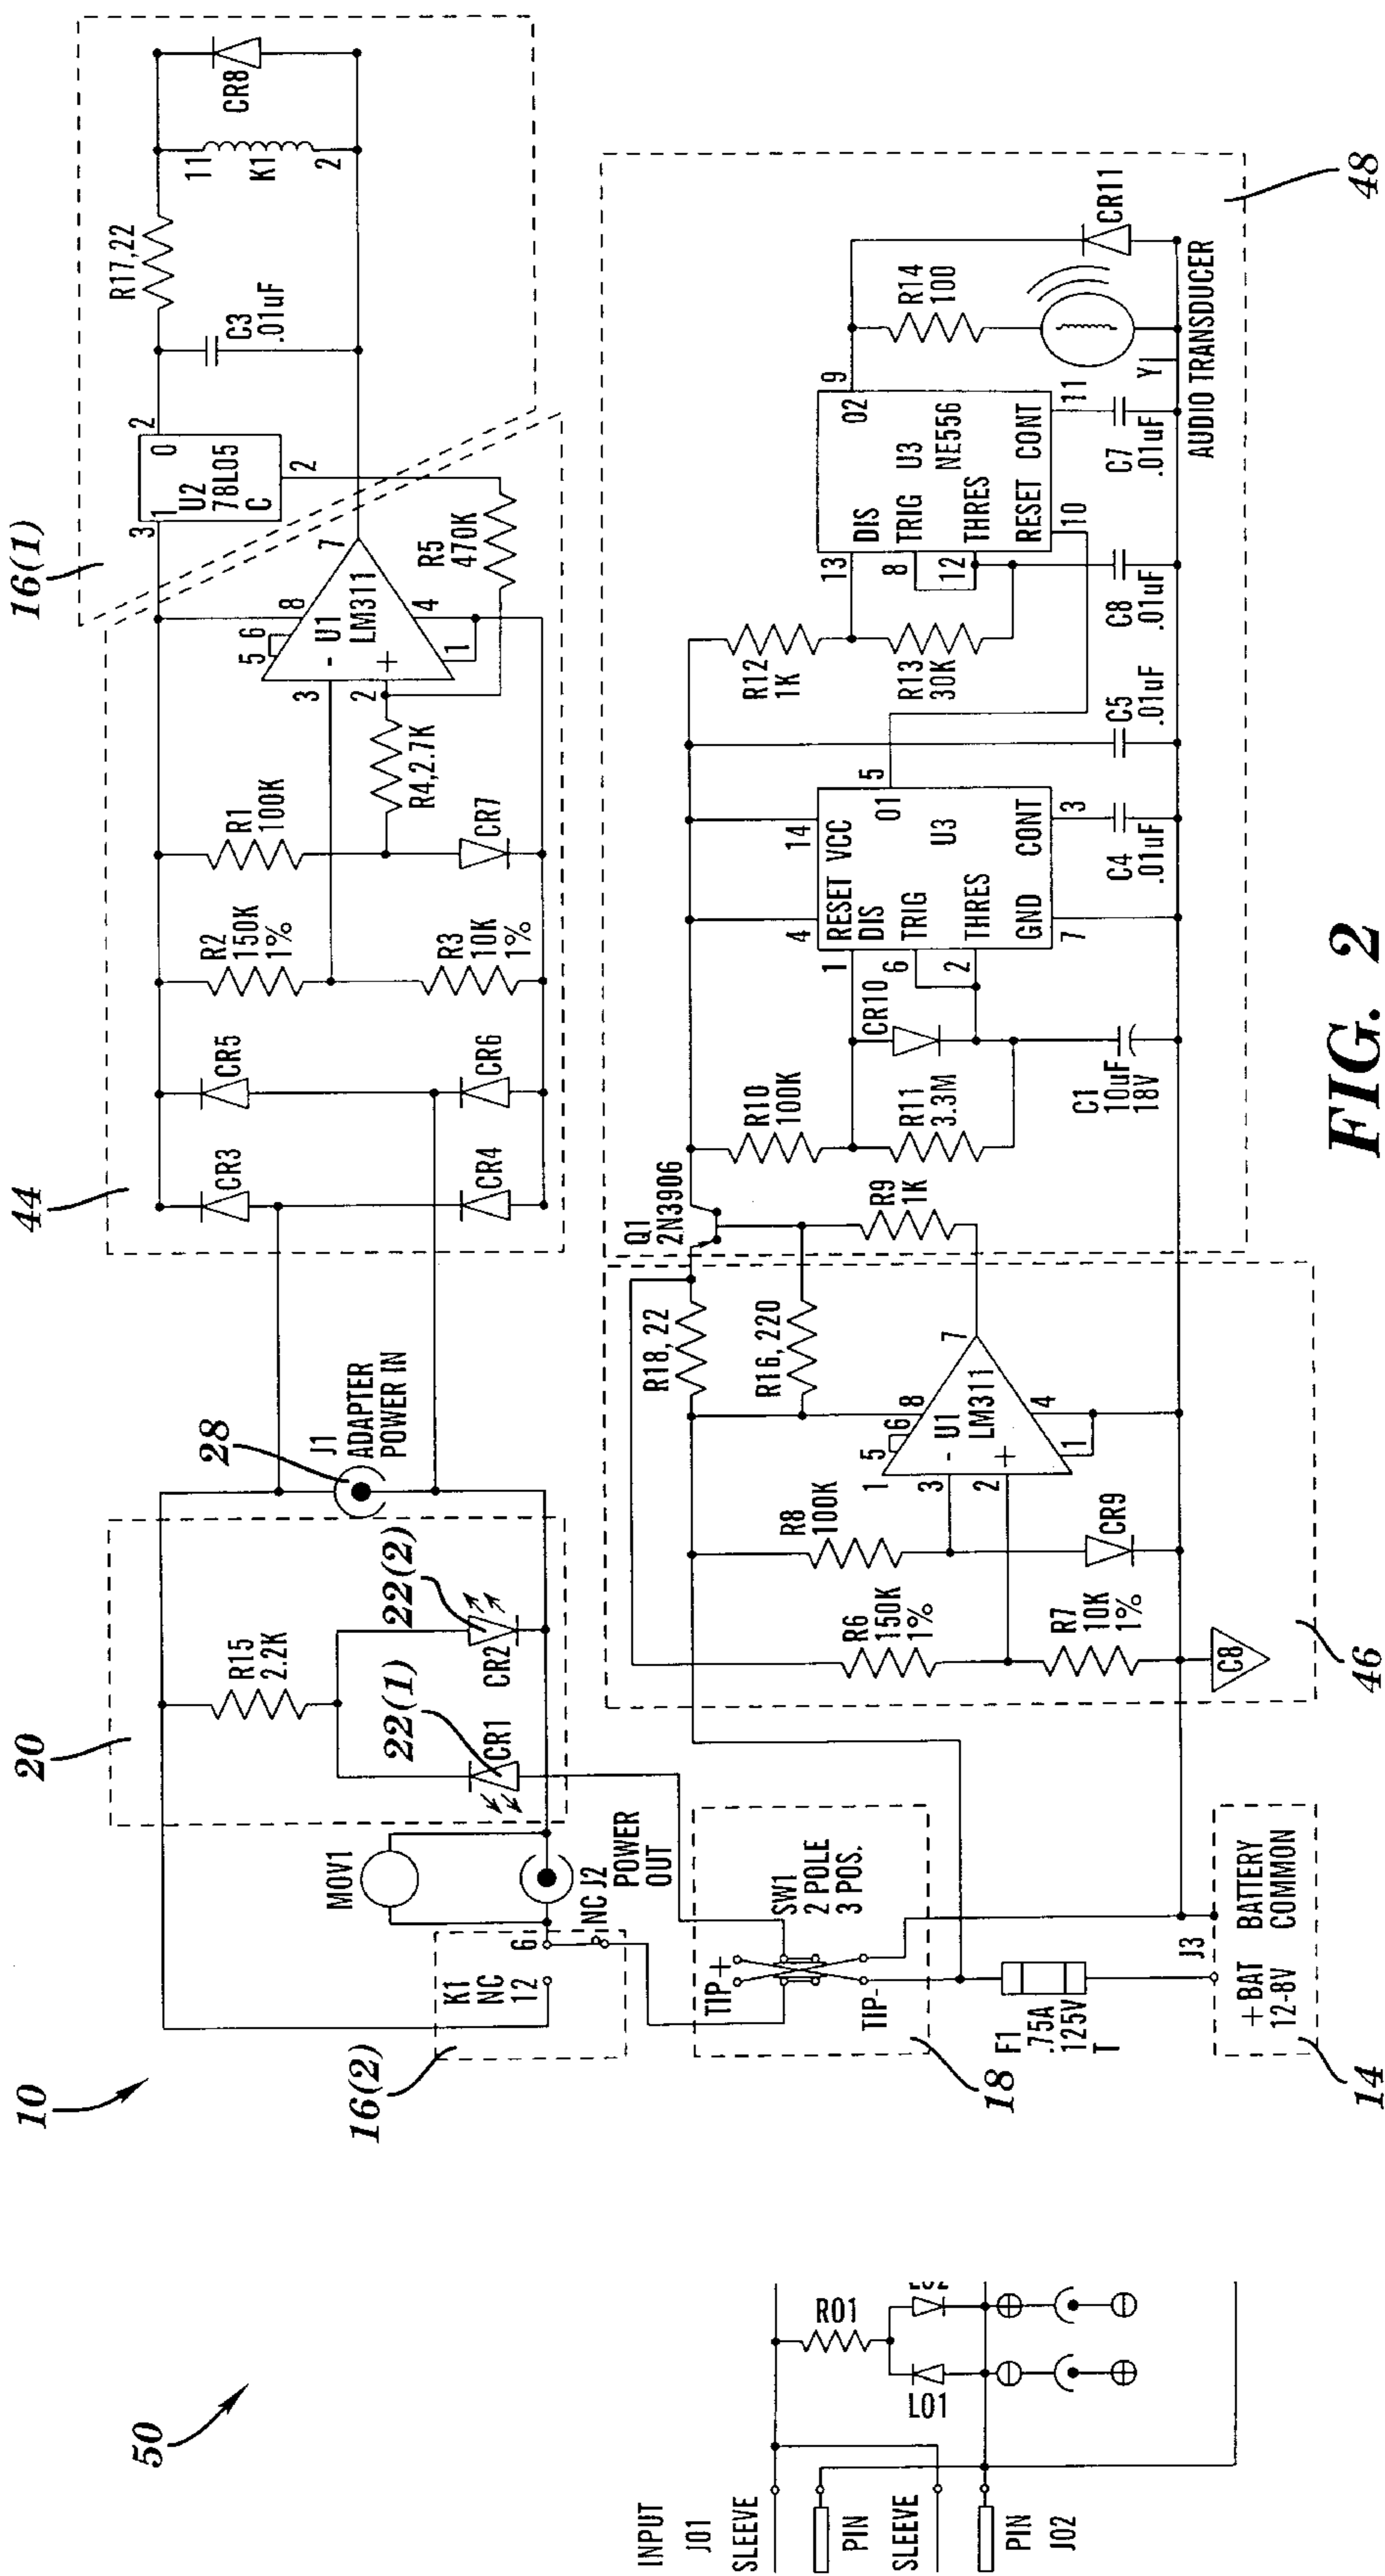 10
20
16(2)
K1
NC
12
6
NC
MOV1
J2
POWER
OUT
R15
2.2K
22(1)
CR1
22(2)
CR2
28
J1
ADAPTER
POWER IN
44
CR3
CR4
CR5
CR6
R2
150K
1%
R3
10K
1%
R1
100K
CR7
R4,2.7K
3
2
-
+
5
6
8
U1
LM311
1
4
7
R5
470K
16(1)
3
1
U2
78L05
C
O
2
2
C3
.01uF
R17,22
11
K1
2
CR8
18
TIP+
TIP-
SW1
2 POLE
3 POS.
F1
.75A
125V
T
J3
+BAT
12-8V
BATTERY
COMMON
14
46
R6
150K
1%
R7
10K
1%
C8
R8
100K
CR9
R18, 22
R16, 220
1
5
6
8
3
2
-
+
U1
LM311
1
4
7
Q1
2N3906
R9
1K
R10
100K
R11
3.3M
CR10
C1
10uF
18V
4
14
RESET
VCC
1
DIS
6
TRIG
2
THRES
O1
5
U3
GND
CONT
7
3
C4
.01uF
C5
.01uF
R12
1K
R13
30K
13
DIS
8
TRIG
12
THRES
RESET
10
O2
9
U3
NE556
CONT
11
C8
.01uF
C7
.01uF
R14
100
Y
AUDIO TRANSDUCER
CR11
48
50
INPUT
J01
SLEEVE
PIN
SLEEVE
PIN
J02
R01
L01
FIG. 2